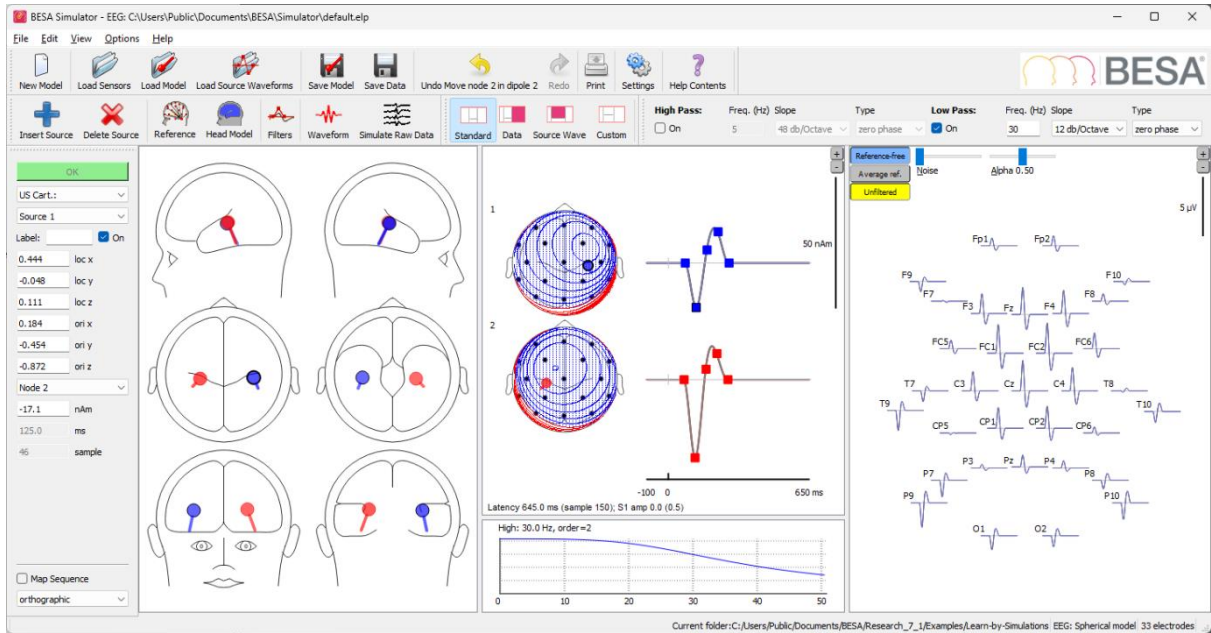 BESA Simulator - EEG: C:\Users\Public\Documents\BESA\Simulator\default.elp
File Edit View Options Help
New Model Load Sensors Load Model Load Source Waveforms Save Model Save Data Undo Move node 2 in dipole 2 Redo Print Settings Help Contents
BESA®
Insert Source Delete Source Reference Head Model Filters Waveform Simulate Raw Data Standard Data Source Wave Custom
High Pass: Freq. (Hz) Slope Type Low Pass: Freq. (Hz) Slope Type
On 5 48 db/Octave zero phase On 30 12 db/Octave zero phase
OK
US Cart.:
Source 1
Label: On
0.444 loc x
-0.048 loc y
0.111 loc z
0.184 ori x
-0.454 ori y
-0.872 ori z
Node 2
-17.1 nAm
125.0 ms
46 sample
Map Sequence
orthographic
1
50 nAm
2
-100 0 650 ms
Latency 645.0 ms (sample 150); S1 amp 0.0 (0.5)
High: 30.0 Hz, order=2
0 10 20 30 40 50
+
-
+
-
Reference-free
Average ref.
Unfiltered
Noise Alpha 0.50
5 µV
Fp1 Fp2
F9 F10
F7 F3 Fz F4 F8
FC5 FC1 FC2 FC6
T7 C3 Cz C4 T8
T9 T10
CP5 CP1 CP2 CP6
P7 P3 Pz P4 P8
P9 P10
O1 O2
Current folder:C:/Users/Public/Documents/BESA/Research_7_1/Examples/Learn-by-Simulations EEG: Spherical model 33 electrodes